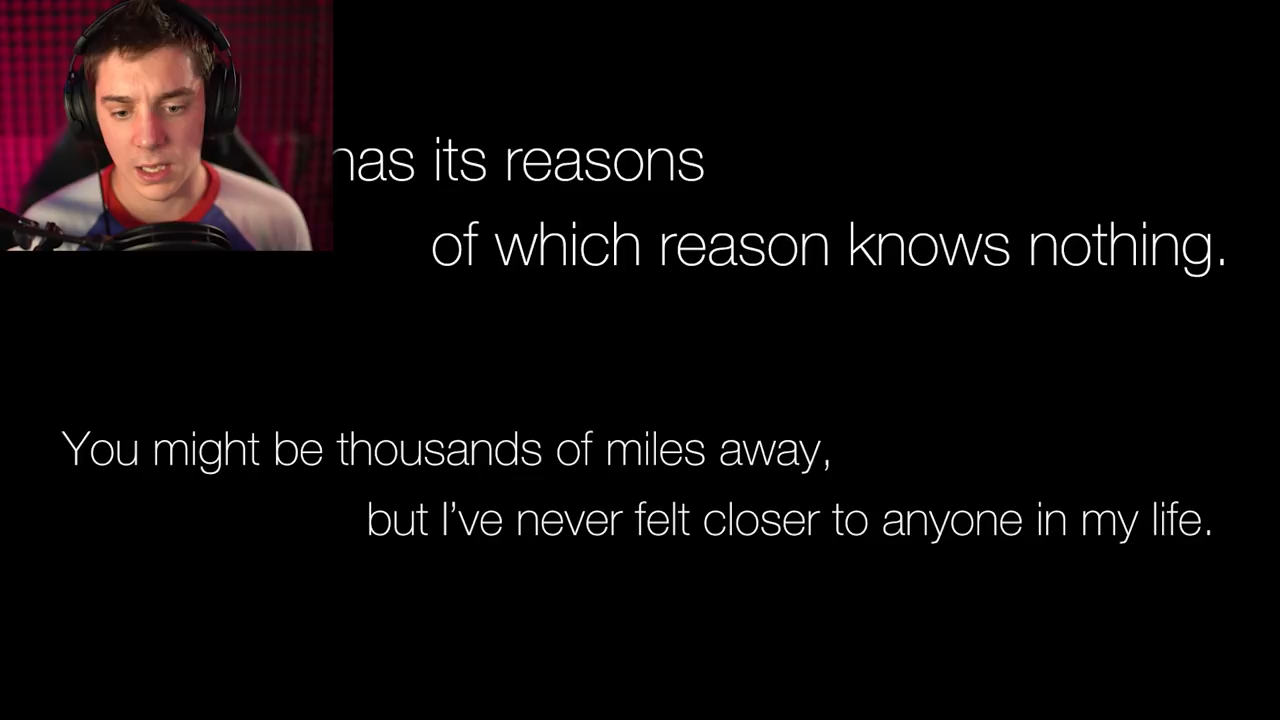 has its reasons
of which reason knows nothing.
You might be thousands of miles away,
but I've never felt closer to anyone in my life.